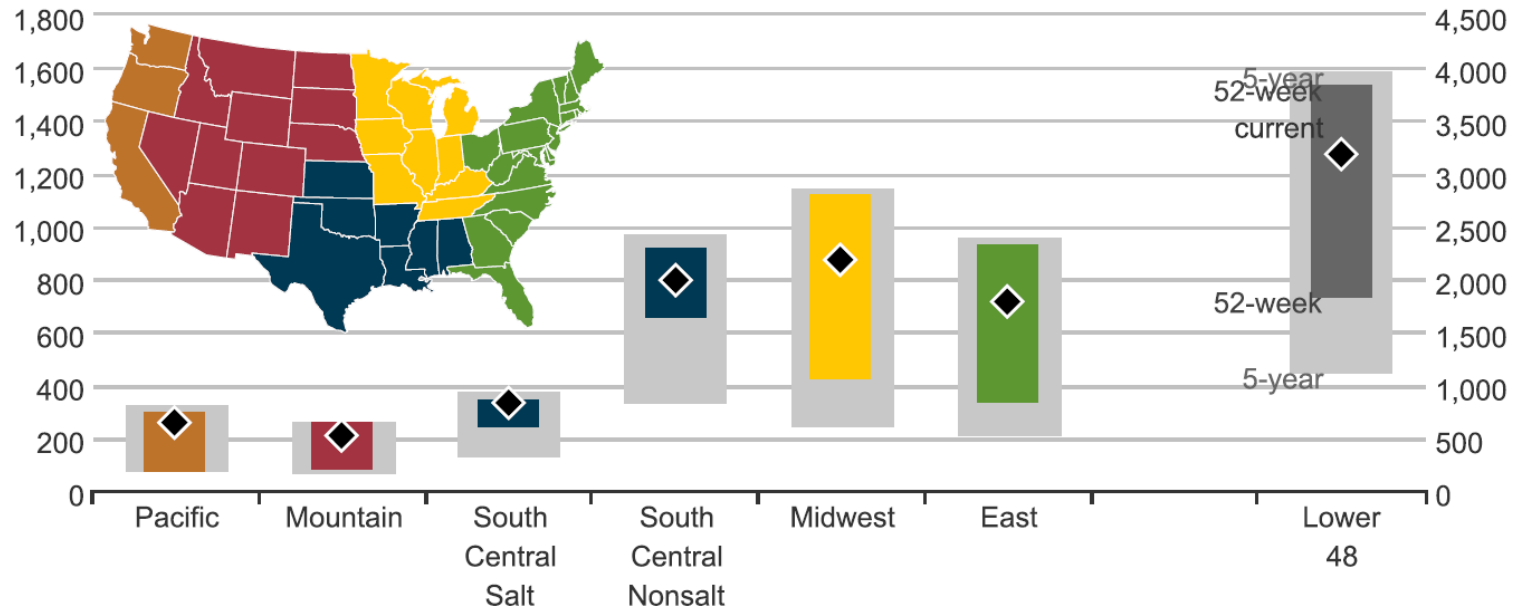 1,800
4,500
1,600
4,000
5-year
52-week
1,400
3,500
current
1,200
3,000
1,000
2,500
800
2,000
52-week
600
1,500
400
1,000
5-year
200
500
0
0
Pacific
Mountain
South
Central
Salt
South
Central
Nonsalt
Midwest
East
Lower
48